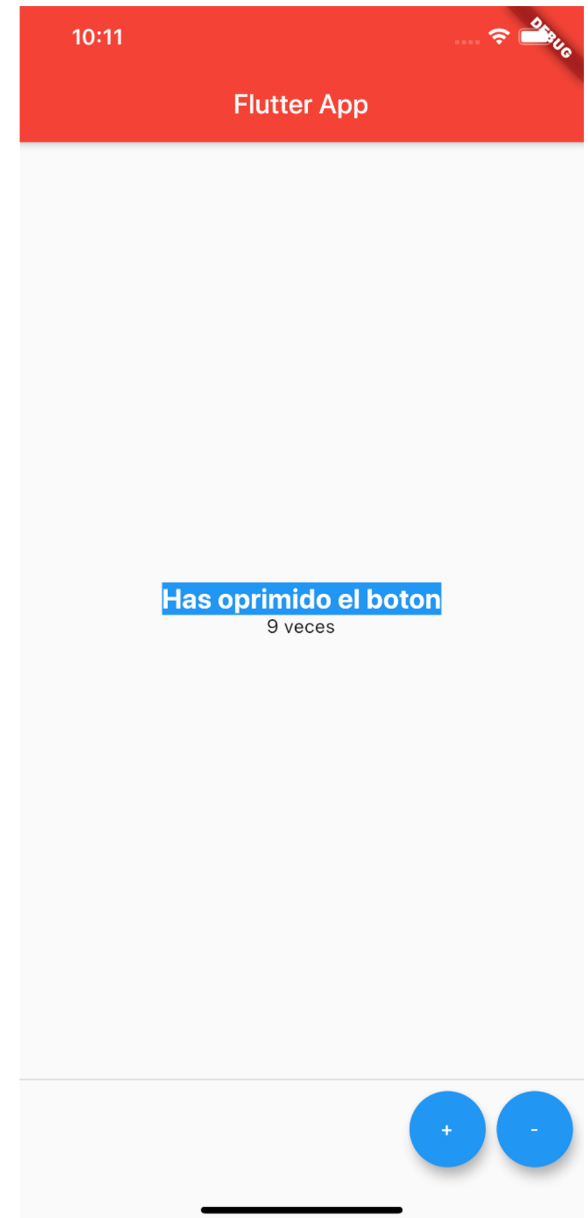 10:11
DEBUG
Flutter App
Has oprimido el boton
9 veces
+ -